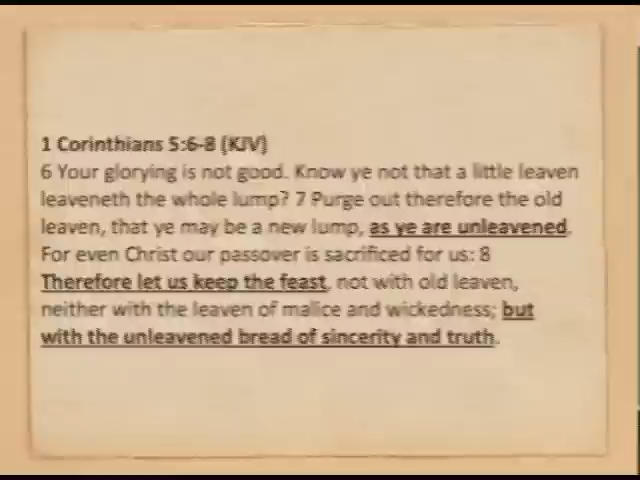 1 Corinthians 5:6-8 (KJV)
6 Your glorying is not good. Know ye not that a little leaven
leaveneth the whole lump? 7 Purge out therefore the old
leaven, that ye may be a new lump, as ye are unleavened.
For even Christ our passover is sacrificed for us: 8
Therefore let us keep the feast, not with old leaven,
neither with the leaven of malice and wickedness; but
with the unleavened bread of sincerity and truth.